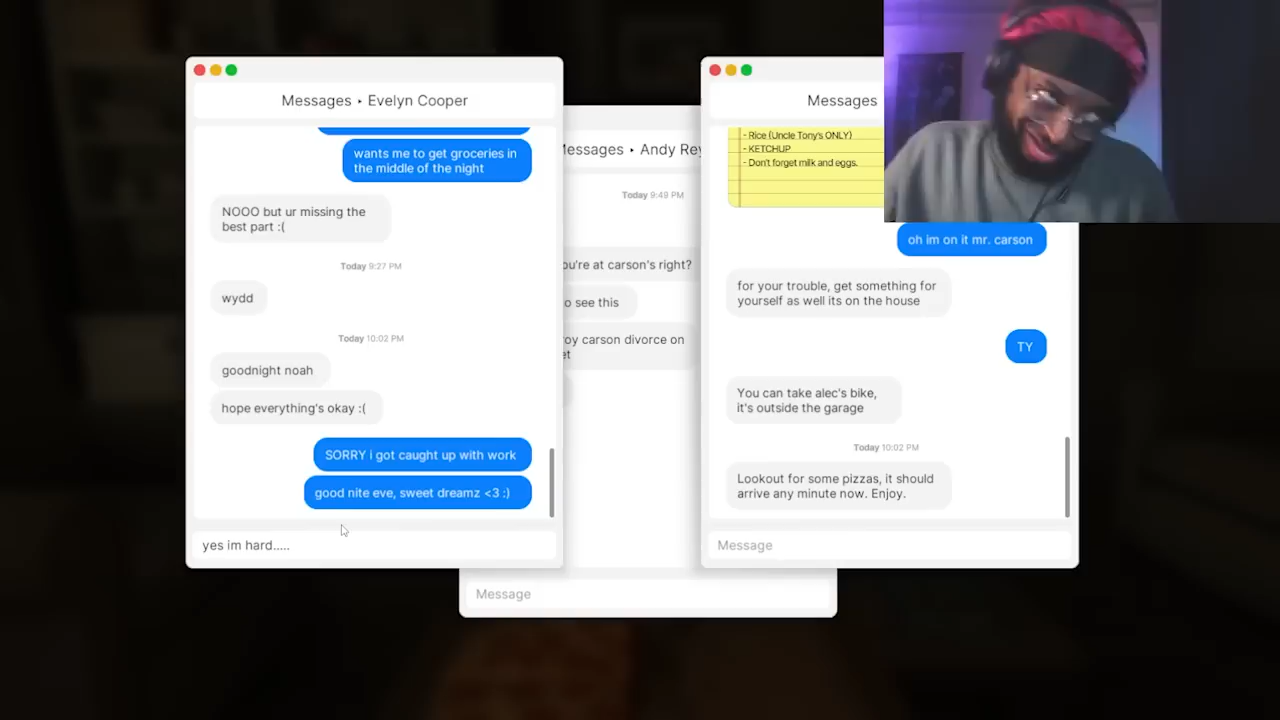 Messages ▸ Evelyn Cooper
wants me to get groceries in
the middle of the night
NOOO but ur missing the
best part :(
Today 9:27 PM
wydd
Today 10:02 PM
goodnight noah
hope everything's okay :(
SORRY i got caught up with work
good nite eve, sweet dreamz <3 ;)
yes im hard.....
Messages ▸ Andy Rey
Today 9:49 PM
ou're at carson's right?
o see this
roy carson divorce on
et
Message
Messages
- Rice (Uncle Tony's ONLY)
- KETCHUP
- Don't forget milk and eggs.
oh im on it mr. carson
for your trouble, get something for
yourself as well its on the house
TY
You can take alec's bike,
it's outside the garage
Today 10:02 PM
Lookout for some pizzas, it should
arrive any minute now. Enjoy.
Message